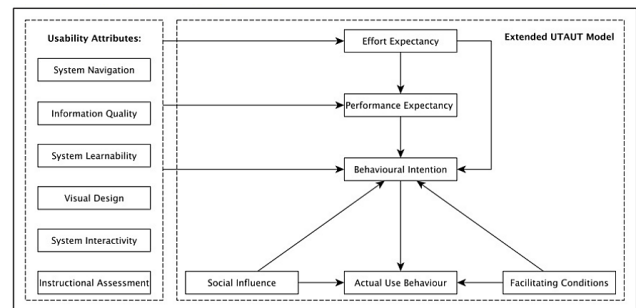 Usability Attributes:
System Navigation
Information Quality
System Learnability
Visual Design
System Interactivity
Instructional Assessment
Extended UTAUT Model
Effort Expectancy
Performance Expectancy
Behavioural Intention
Social Influence
Actual Use Behaviour
Facilitating Conditions